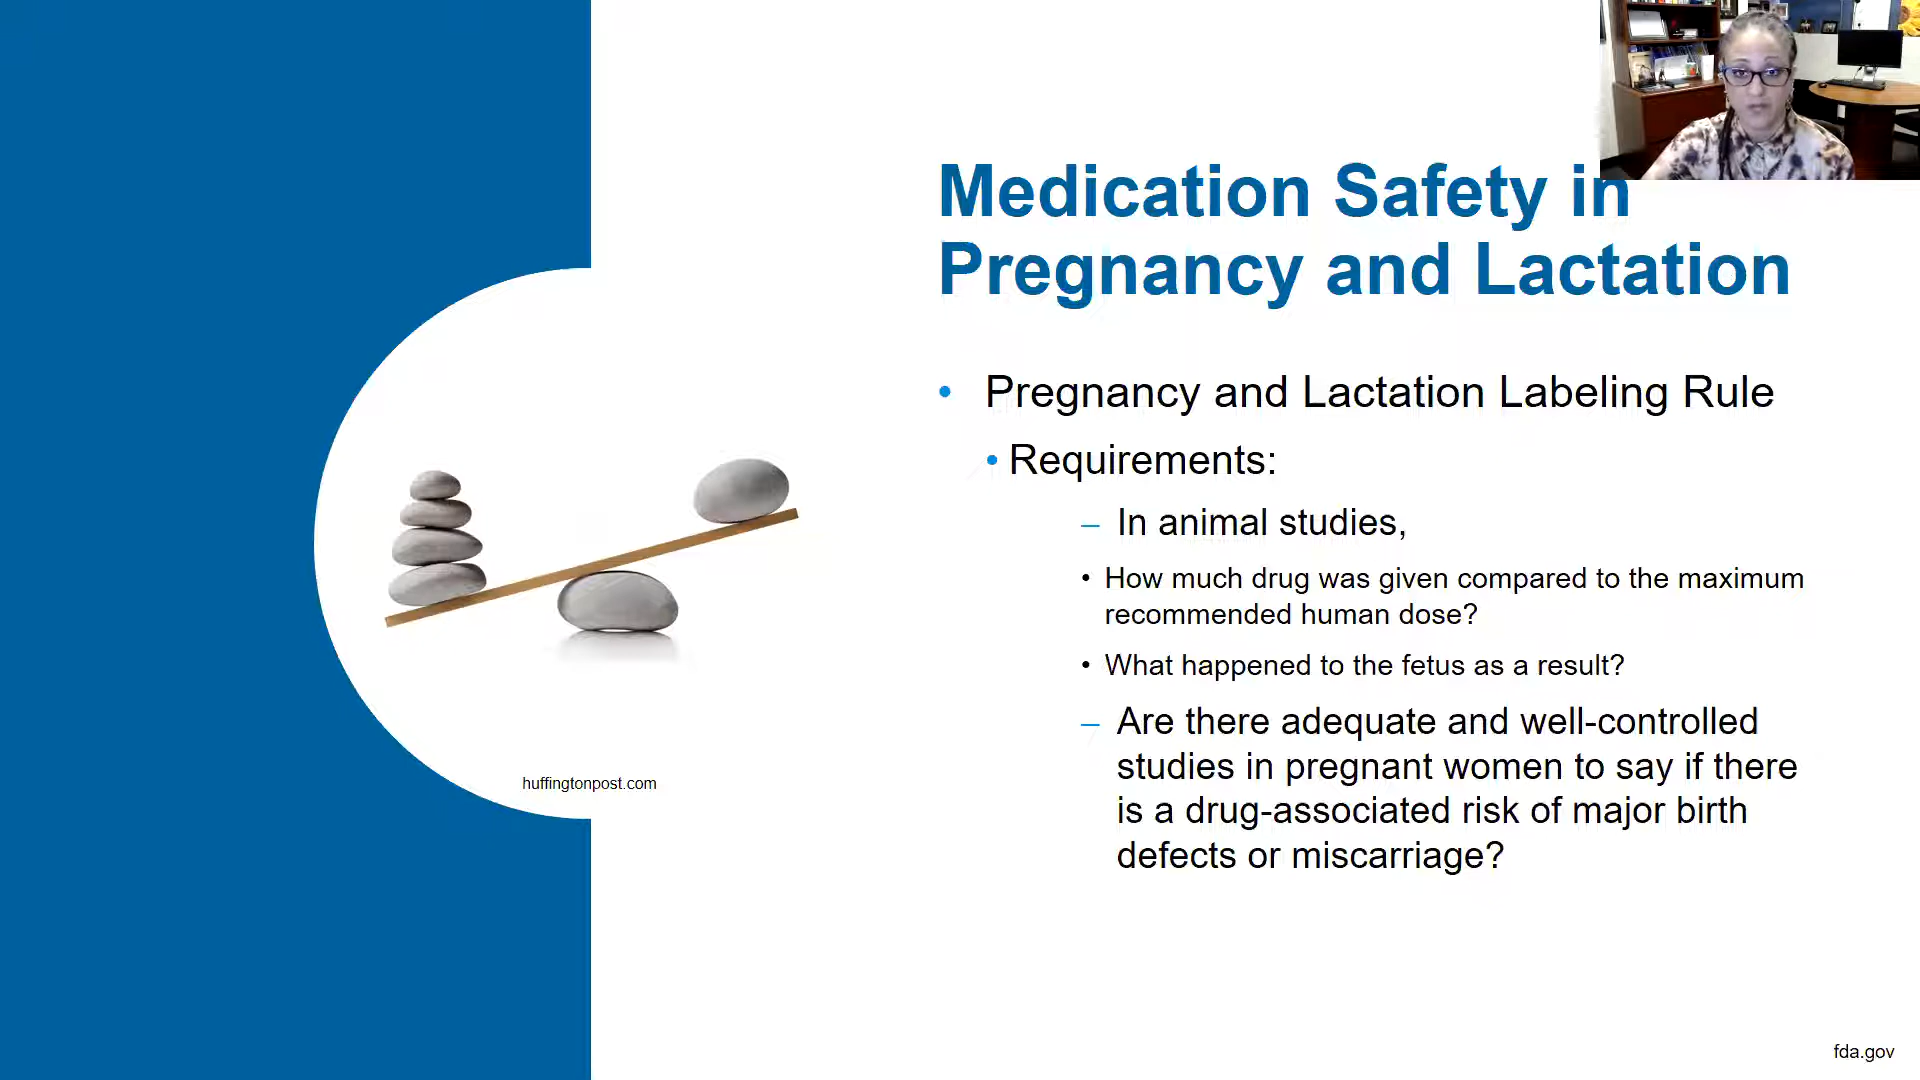 Medication Safety in
Pregnancy and Lactation
• Pregnancy and Lactation Labeling Rule
• Requirements:
– In animal studies,
• How much drug was given compared to the maximum
recommended human dose?
• What happened to the fetus as a result?
– Are there adequate and well-controlled
studies in pregnant women to say if there
is a drug-associated risk of major birth
defects or miscarriage?
huffingtonpost.com
fda.gov